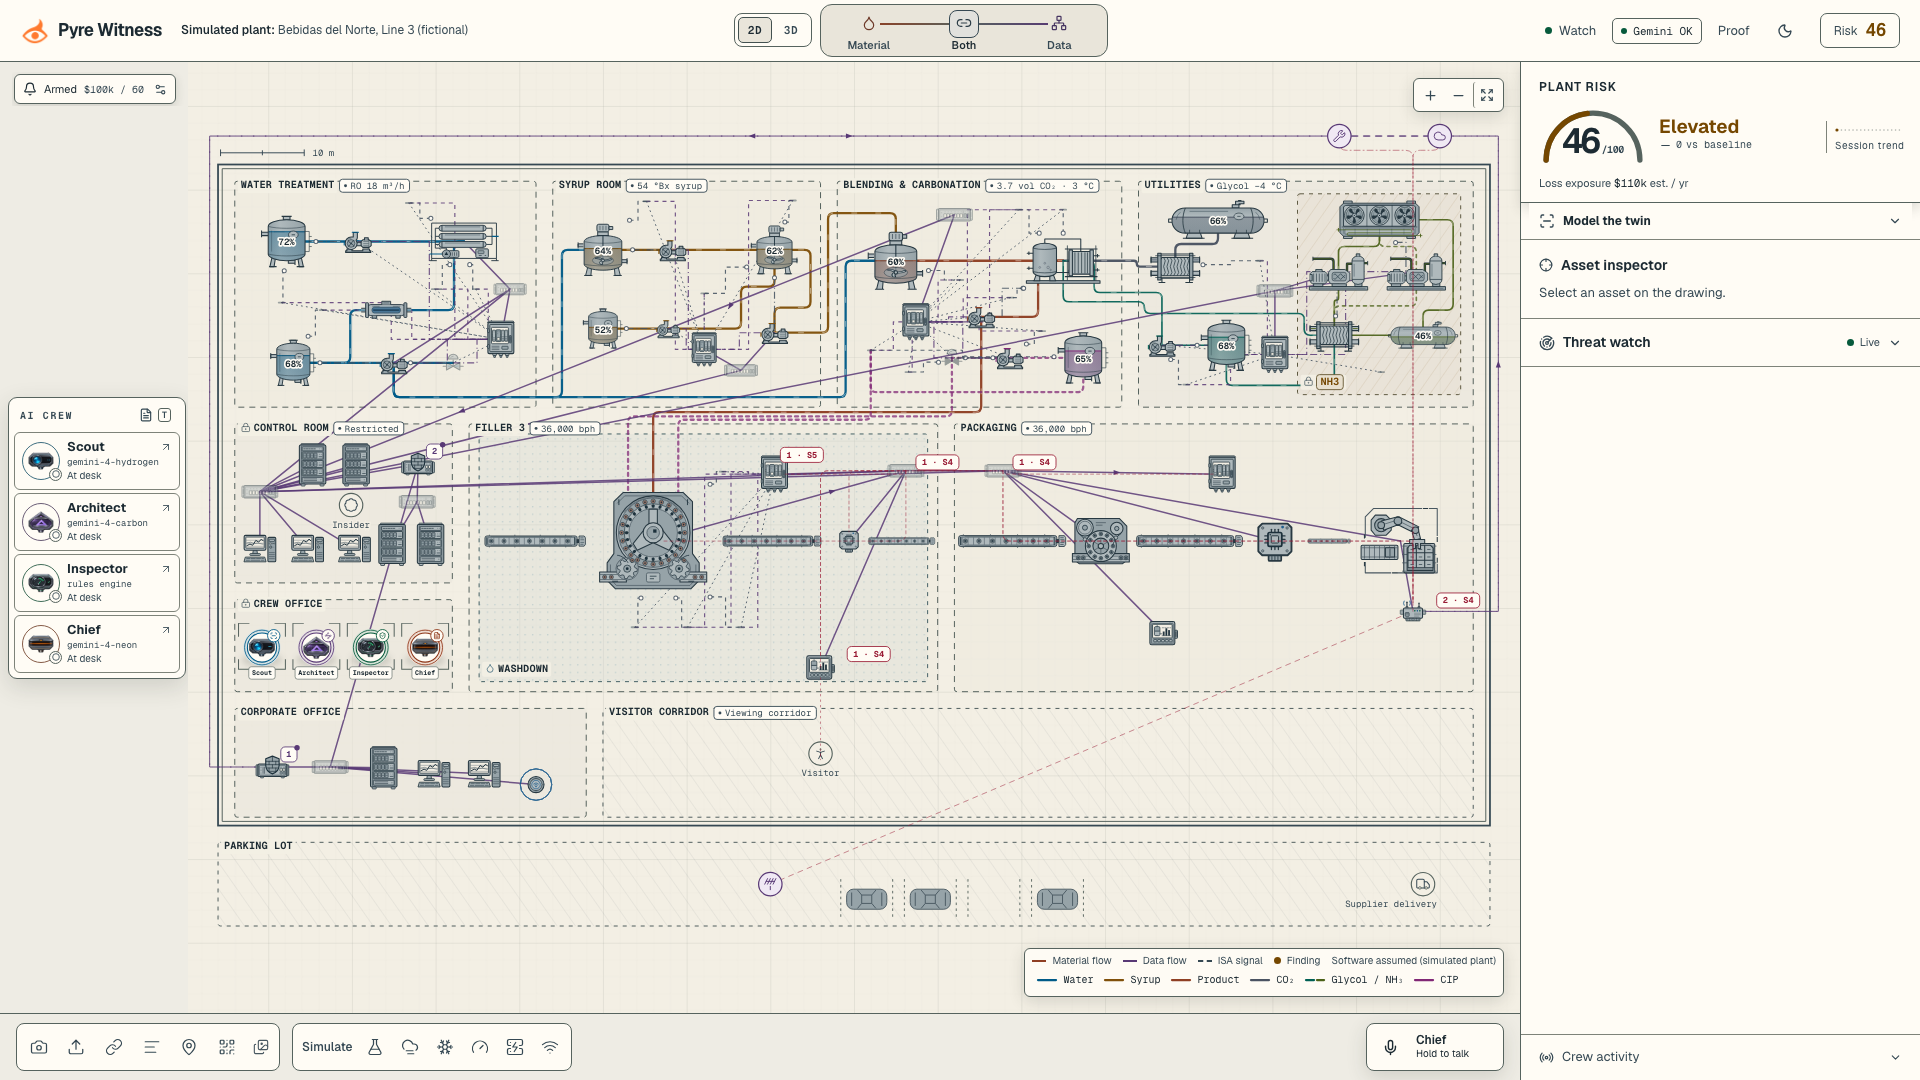 Pyre Witness
Simulated plant: Bebidas del Norte, Line 3 (fictional)
2D 3D
Material Both Data
Watch
Gemini OK
Proof
Risk 46
Armed $100k / 60
10 m
WATER TREATMENT • RO 18 m³/h
SYRUP ROOM • 54 °Bx syrup
BLENDING & CARBONATION • 3.7 vol CO₂ · 3 °C
UTILITIES • Glycol −4 °C
72%
64%
62%
60%
66%
52%
68%
65%
68%
46%
NH3
AI CREW
T
Scout
gemini-4-hydrogen
At desk
Architect
gemini-4-carbon
At desk
Inspector
rules engine
At desk
Chief
gemini-4-neon
At desk
CONTROL ROOM • Restricted
2
Insider
FILLER 3 • 36,000 bph
1 · S5
1 · S4
PACKAGING • 36,000 bph
1 · S4
2 · S4
1 · S4
WASHDOWN
CREW OFFICE
Scout Architect Inspector Chief
CORPORATE OFFICE
1
VISITOR CORRIDOR • Viewing corridor
Visitor
PARKING LOT
Supplier delivery
Material flow Data flow ISA signal Finding Software assumed (simulated plant)
Water Syrup Product CO₂ Glycol / NH₃ CIP
Simulate
Chief
Hold to talk
PLANT RISK
46/100
Elevated
— 0 vs baseline
Session trend
Loss exposure $110k est. / yr
Model the twin
Asset inspector
Select an asset on the drawing.
Threat watch
Live
Crew activity